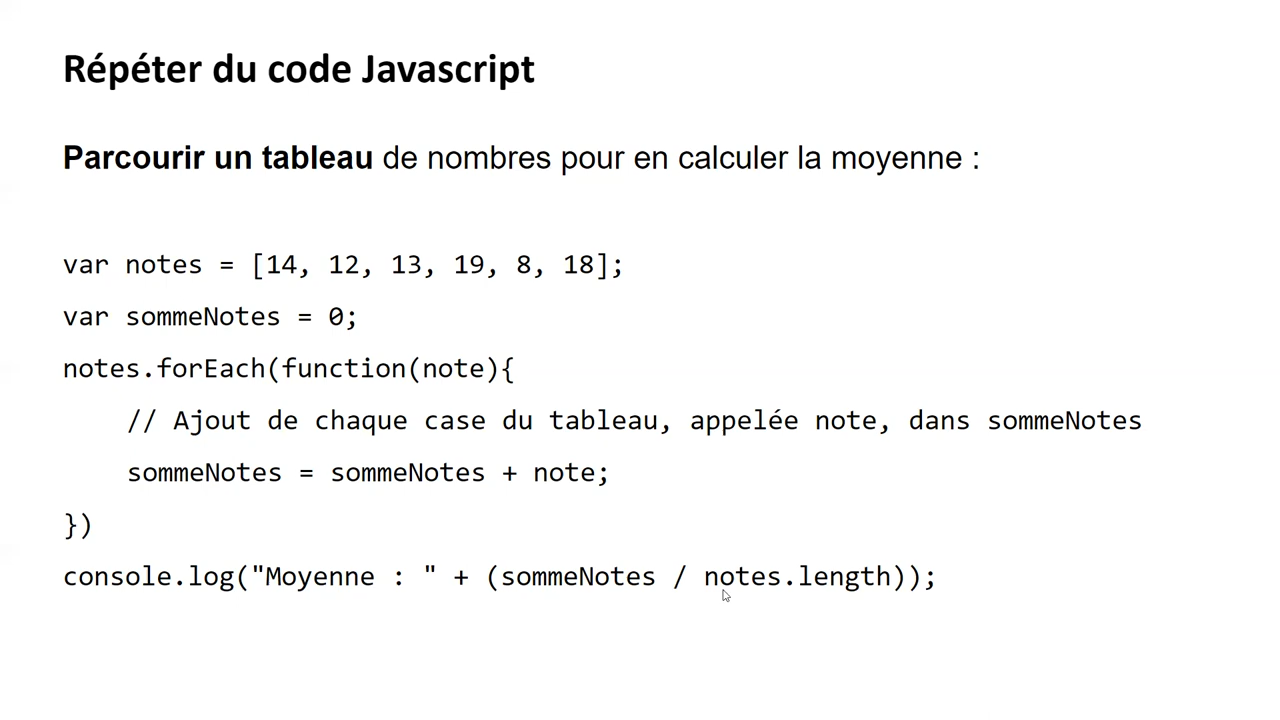 Répéter du code Javascript
Parcourir un tableau de nombres pour en calculer la moyenne :
var notes = [14, 12, 13, 19, 8, 18];
var sommeNotes = 0;
notes.forEach(function(note){
// Ajout de chaque case du tableau, appelée note, dans sommeNotes
sommeNotes = sommeNotes + note;
})
console.log("Moyenne : " + (sommeNotes / notes.length));